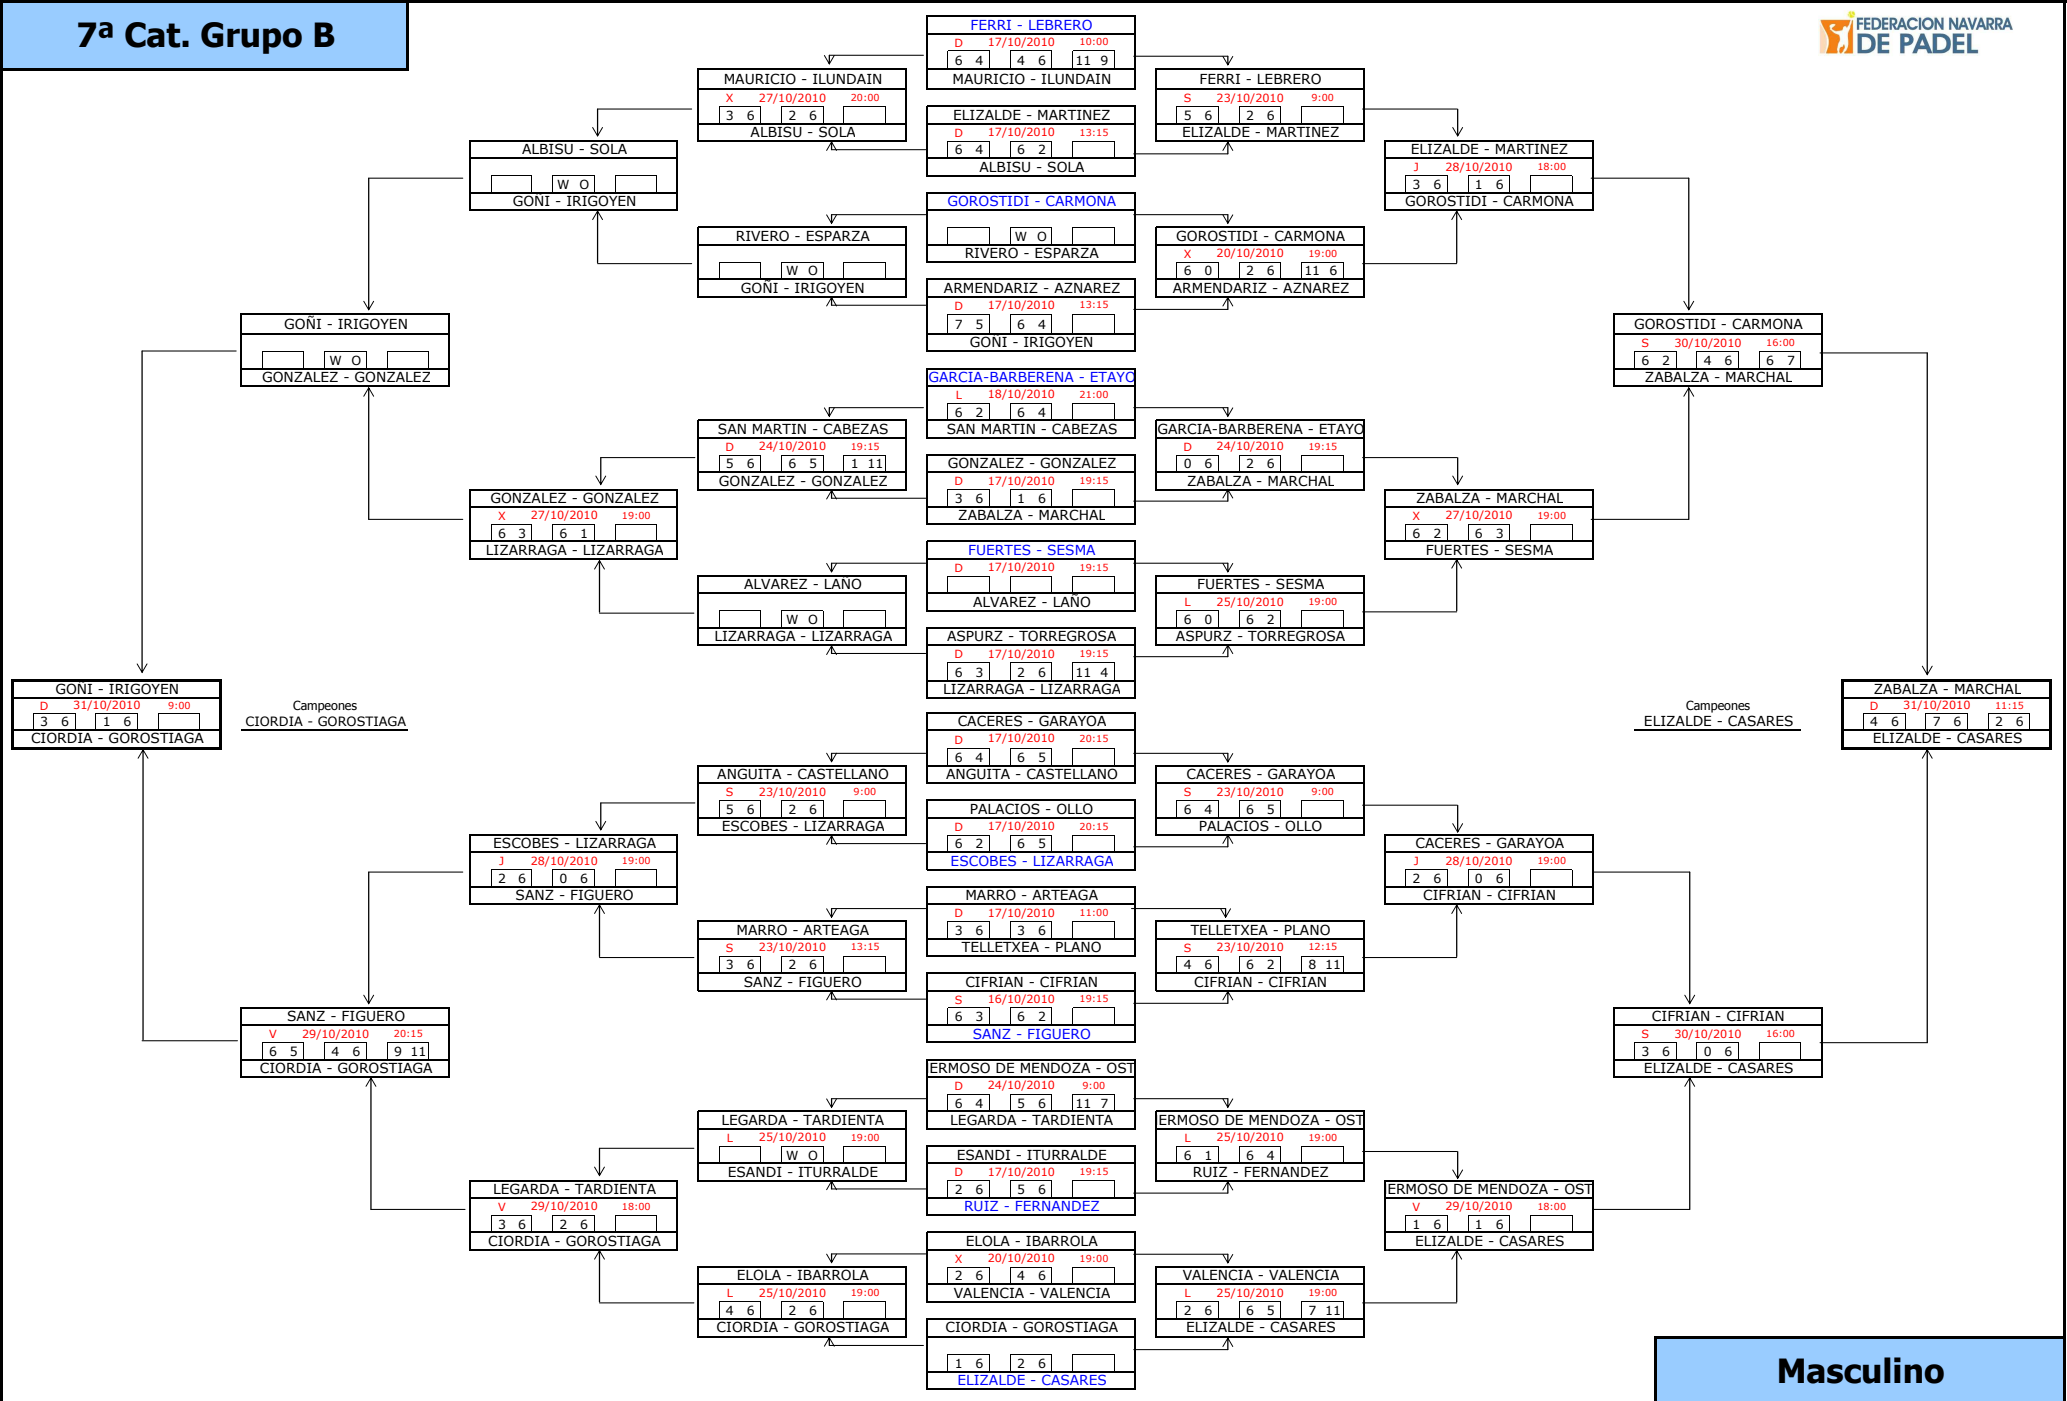 7ª Cat. Grupo B
FEDERACION NAVARRA
DE PADEL
GOÑI - IRIGOYEN
D 31/10/2010 9:00
3 6 1 6
CIORDIA - GOROSTIAGA
Campeones
CIORDIA - GOROSTIAGA
GOÑI - IRIGOYEN
W O
GONZALEZ - GONZALEZ
SANZ - FIGUERO
V 29/10/2010 20:15
6 5 4 6 9 11
CIORDIA - GOROSTIAGA
ALBISU - SOLA
W O
GOÑI - IRIGOYEN
GONZALEZ - GONZALEZ
X 27/10/2010 19:00
6 3 6 1
LIZARRAGA - LIZARRAGA
ESCOBES - LIZARRAGA
J 28/10/2010 19:00
2 6 0 6
SANZ - FIGUERO
LEGARDA - TARDIENTA
V 29/10/2010 18:00
3 6 2 6
CIORDIA - GOROSTIAGA
MAURICIO - ILUNDAIN
X 27/10/2010 20:00
3 6 2 6
ALBISU - SOLA
RIVERO - ESPARZA
W O
GOÑI - IRIGOYEN
SAN MARTIN - CABEZAS
D 24/10/2010 19:15
5 6 6 5 1 11
GONZALEZ - GONZALEZ
ALVAREZ - LAÑO
W O
LIZARRAGA - LIZARRAGA
ANGUITA - CASTELLANO
S 23/10/2010 9:00
5 6 2 6
ESCOBES - LIZARRAGA
MARRO - ARTEAGA
S 23/10/2010 13:15
3 6 2 6
SANZ - FIGUERO
LEGARDA - TARDIENTA
L 25/10/2010 19:00
W O
ESANDI - ITURRALDE
ELOLA - IBARROLA
L 25/10/2010 19:00
4 6 2 6
CIORDIA - GOROSTIAGA
FERRI - LEBRERO
D 17/10/2010 10:00
6 4 4 6 11 9
MAURICIO - ILUNDAIN
ELIZALDE - MARTINEZ
D 17/10/2010 13:15
6 4 6 2
ALBISU - SOLA
GOROSTIDI - CARMONA
W O
RIVERO - ESPARZA
ARMENDARIZ - AZNAREZ
D 17/10/2010 13:15
7 5 6 4
GOÑI - IRIGOYEN
GARCIA-BARBERENA - ETAYO
L 18/10/2010 21:00
6 2 6 4
SAN MARTIN - CABEZAS
GONZALEZ - GONZALEZ
D 17/10/2010 19:15
3 6 1 6
ZABALZA - MARCHAL
FUERTES - SESMA
D 17/10/2010 19:15
ALVAREZ - LAÑO
ASPURZ - TORREGROSA
D 17/10/2010 19:15
6 3 2 6 11 4
LIZARRAGA - LIZARRAGA
CACERES - GARAYOA
D 17/10/2010 20:15
6 4 6 5
ANGUITA - CASTELLANO
PALACIOS - OLLO
D 17/10/2010 20:15
6 2 6 5
ESCOBES - LIZARRAGA
MARRO - ARTEAGA
D 17/10/2010 11:00
3 6 3 6
TELLETXEA - PLANO
CIFRIAN - CIFRIAN
S 16/10/2010 19:15
6 3 6 2
SANZ - FIGUERO
ERMOSO DE MENDOZA - OST
D 24/10/2010 9:00
6 4 5 6 11 7
LEGARDA - TARDIENTA
ESANDI - ITURRALDE
D 17/10/2010 19:15
2 6 5 6
RUIZ - FERNANDEZ
ELOLA - IBARROLA
X 20/10/2010 19:00
2 6 4 6
VALENCIA - VALENCIA
CIORDIA - GOROSTIAGA
1 6 2 6
ELIZALDE - CASARES
FERRI - LEBRERO
S 23/10/2010 9:00
5 6 2 6
ELIZALDE - MARTINEZ
GOROSTIDI - CARMONA
X 20/10/2010 19:00
6 0 2 6 11 6
ARMENDARIZ - AZNAREZ
GARCIA-BARBERENA - ETAYO
D 24/10/2010 19:15
0 6 2 6
ZABALZA - MARCHAL
FUERTES - SESMA
L 25/10/2010 19:00
6 0 6 2
ASPURZ - TORREGROSA
CACERES - GARAYOA
S 23/10/2010 9:00
6 4 6 5
PALACIOS - OLLO
TELLETXEA - PLANO
S 23/10/2010 12:15
4 6 6 2 8 11
CIFRIAN - CIFRIAN
ERMOSO DE MENDOZA - OST
L 25/10/2010 19:00
6 1 6 4
RUIZ - FERNANDEZ
VALENCIA - VALENCIA
L 25/10/2010 19:00
2 6 6 5 7 11
ELIZALDE - CASARES
ELIZALDE - MARTINEZ
J 28/10/2010 18:00
3 6 1 6
GOROSTIDI - CARMONA
ZABALZA - MARCHAL
X 27/10/2010 19:00
6 2 6 3
FUERTES - SESMA
CACERES - GARAYOA
J 28/10/2010 19:00
2 6 0 6
CIFRIAN - CIFRIAN
ERMOSO DE MENDOZA - OST
V 29/10/2010 18:00
1 6 1 6
ELIZALDE - CASARES
GOROSTIDI - CARMONA
S 30/10/2010 16:00
6 2 4 6 6 7
ZABALZA - MARCHAL
CIFRIAN - CIFRIAN
S 30/10/2010 16:00
3 6 0 6
ELIZALDE - CASARES
Campeones
ELIZALDE - CASARES
ZABALZA - MARCHAL
D 31/10/2010 11:15
4 6 7 6 2 6
ELIZALDE - CASARES
Masculino